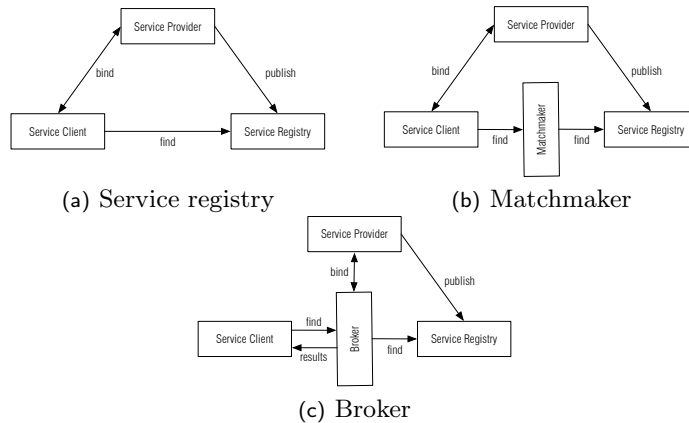 Service Provider
bind
publish
Service Client
find
Service Registry
(a) Service registry
Service Provider
bind
publish
Service Client
find
Matchmaker
find
Service Registry
(b) Matchmaker
Service Provider
bind
publish
find
Service Client
results
Broker
find
Service Registry
(c) Broker